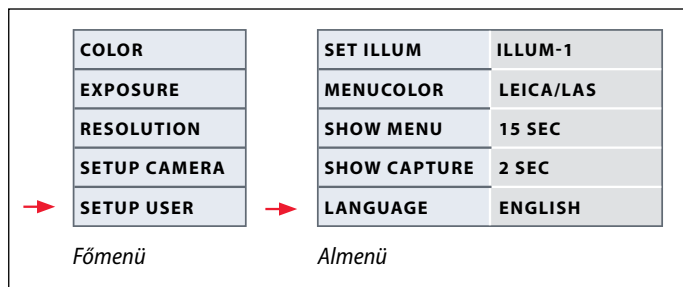 COLOR SET ILLUM ILLUM-1
EXPOSURE MENUCOLOR LEICA/LAS
RESOLUTION SHOW MENU 15 SEC
SETUP CAMERA SHOW CAPTURE 2 SEC
SETUP USER LANGUAGE ENGLISH
Főmenü Almenü